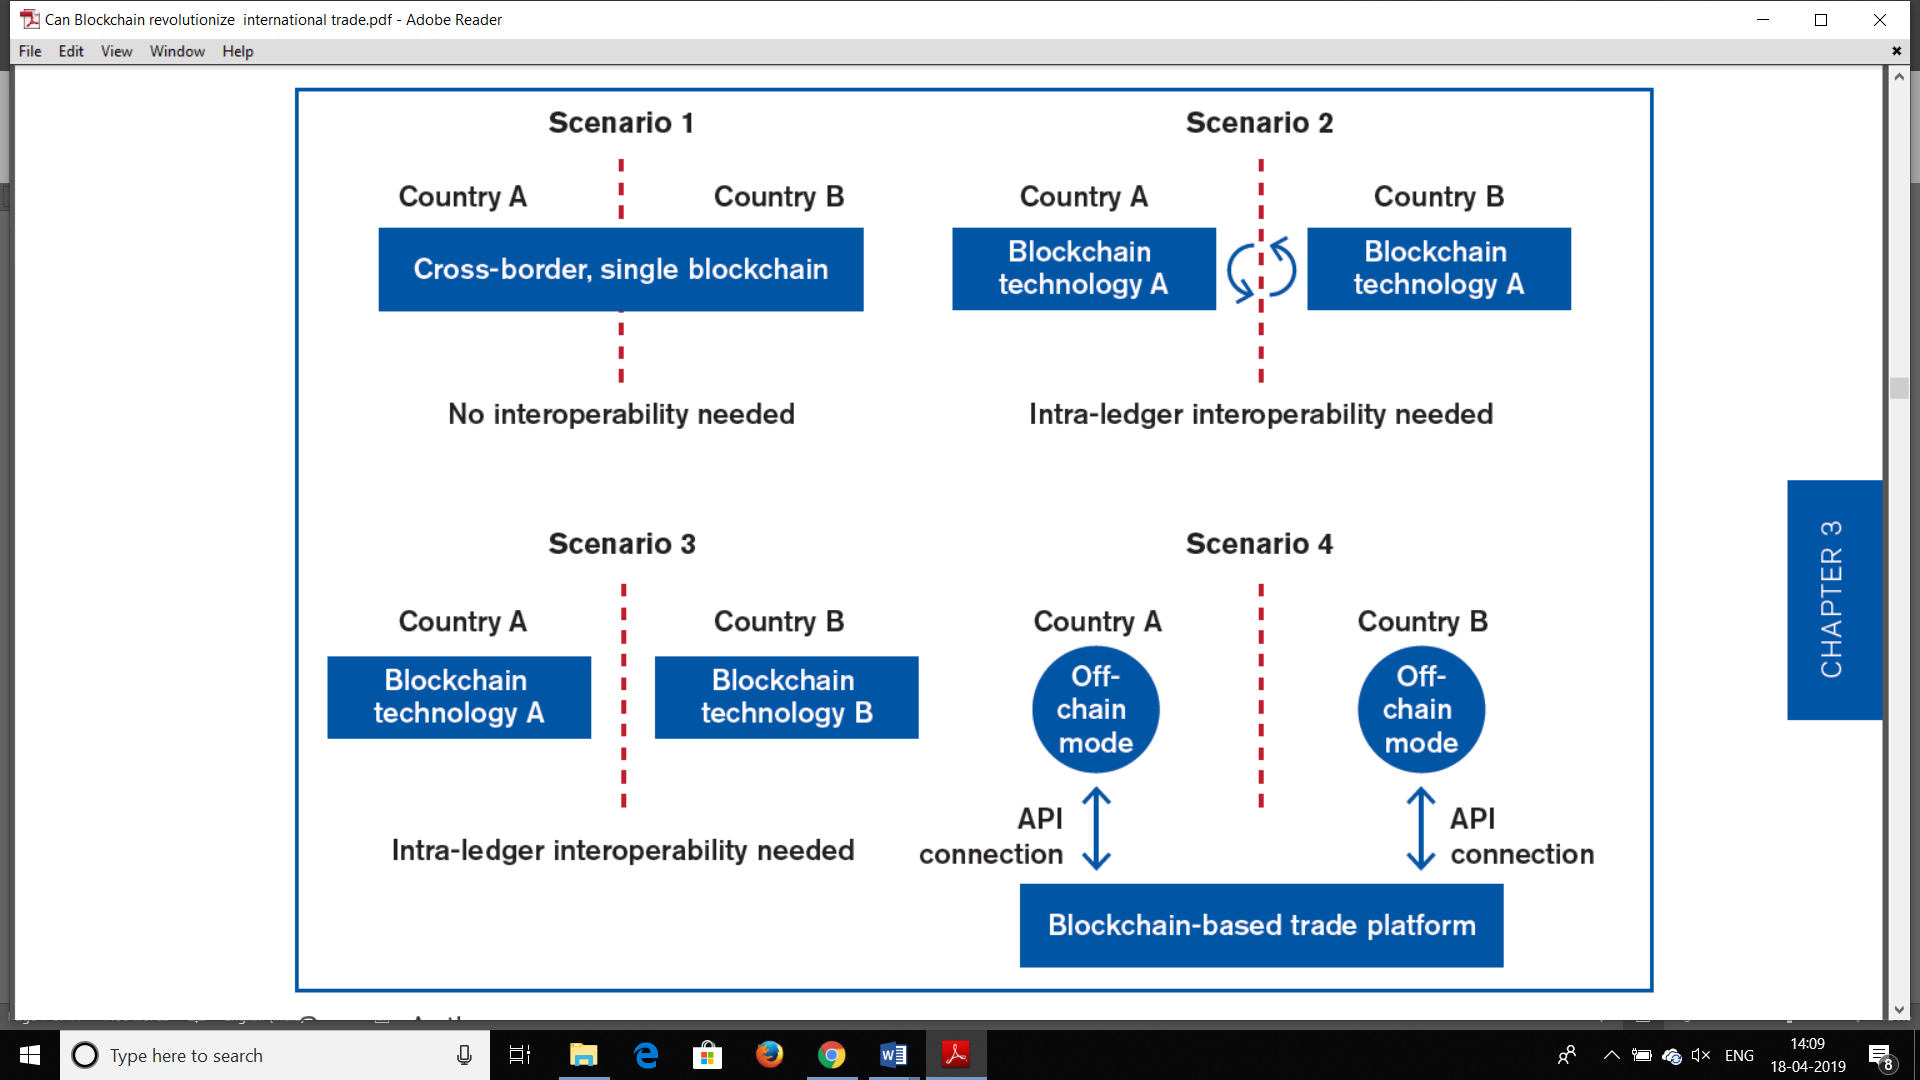 Can Blockchain revolutionize  international trade.pdf - Adobe Reader
File Edit View Window Help
Scenario 1
Country A Country B
Cross-border, single blockchain
No interoperability needed
Scenario 2
Country A Country B
Blockchain
technology A
Blockchain
technology A
Intra-ledger interoperability needed
Scenario 3
Country A Country B
Blockchain
technology A
Blockchain
technology B
Intra-ledger interoperability needed
Scenario 4
Country A Country B
Off-
chain
mode
Off-
chain
mode
API
connection
API
connection
Blockchain-based trade platform
CHAPTER 3
Type here to search
ENG
14:09
18-04-2019
8